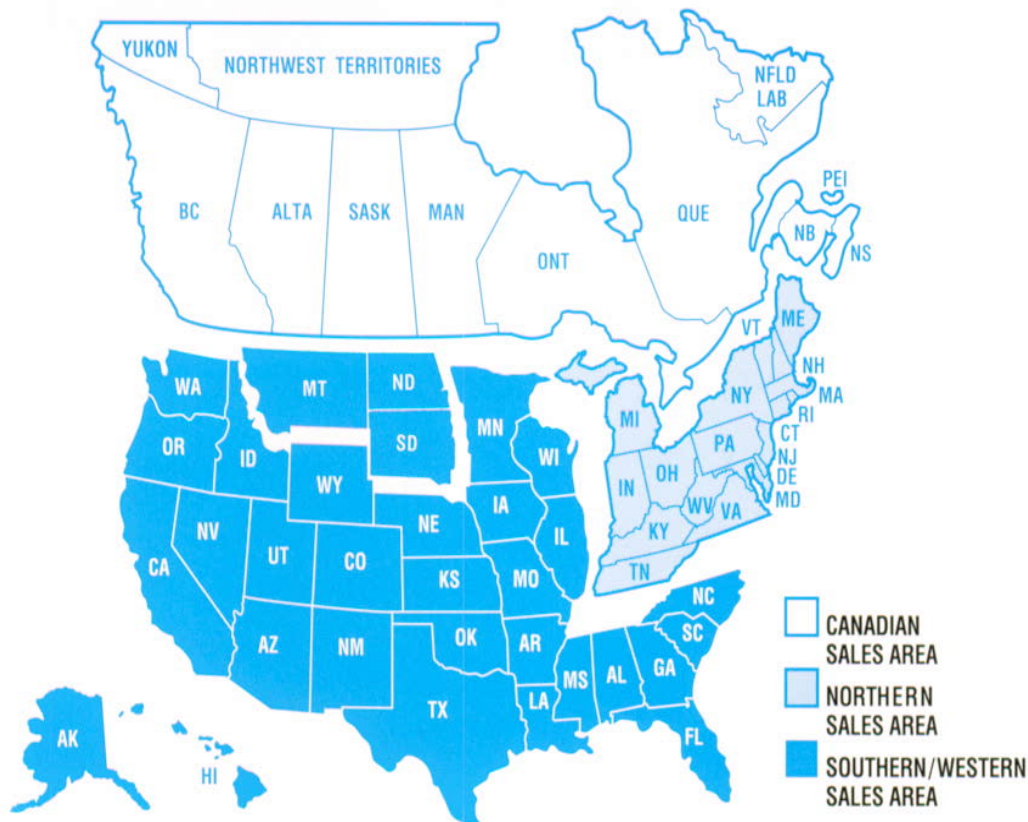 YUKON
NORTHWEST TERRITORIES
NFLD
LAB
PEI
BC
ALTA
SASK
MAN
QUE
NB
NS
ONT
ME
VT
WA
MT
ND
NH
NY
MA
MI
RI
OR
ID
SD
MN
WI
PA
CT
NJ
OH
DE
WY
IN
MD
IA
WV
VA
NE
NV
KY
IL
UT
CO
CA
KS
MO
TN
NC
OK
AR
SC
AZ
NM
MS
AL
GA
LA
TX
AK
FL
HI
CANADIAN
SALES AREA
NORTHERN
SALES AREA
SOUTHERN/WESTERN
SALES AREA